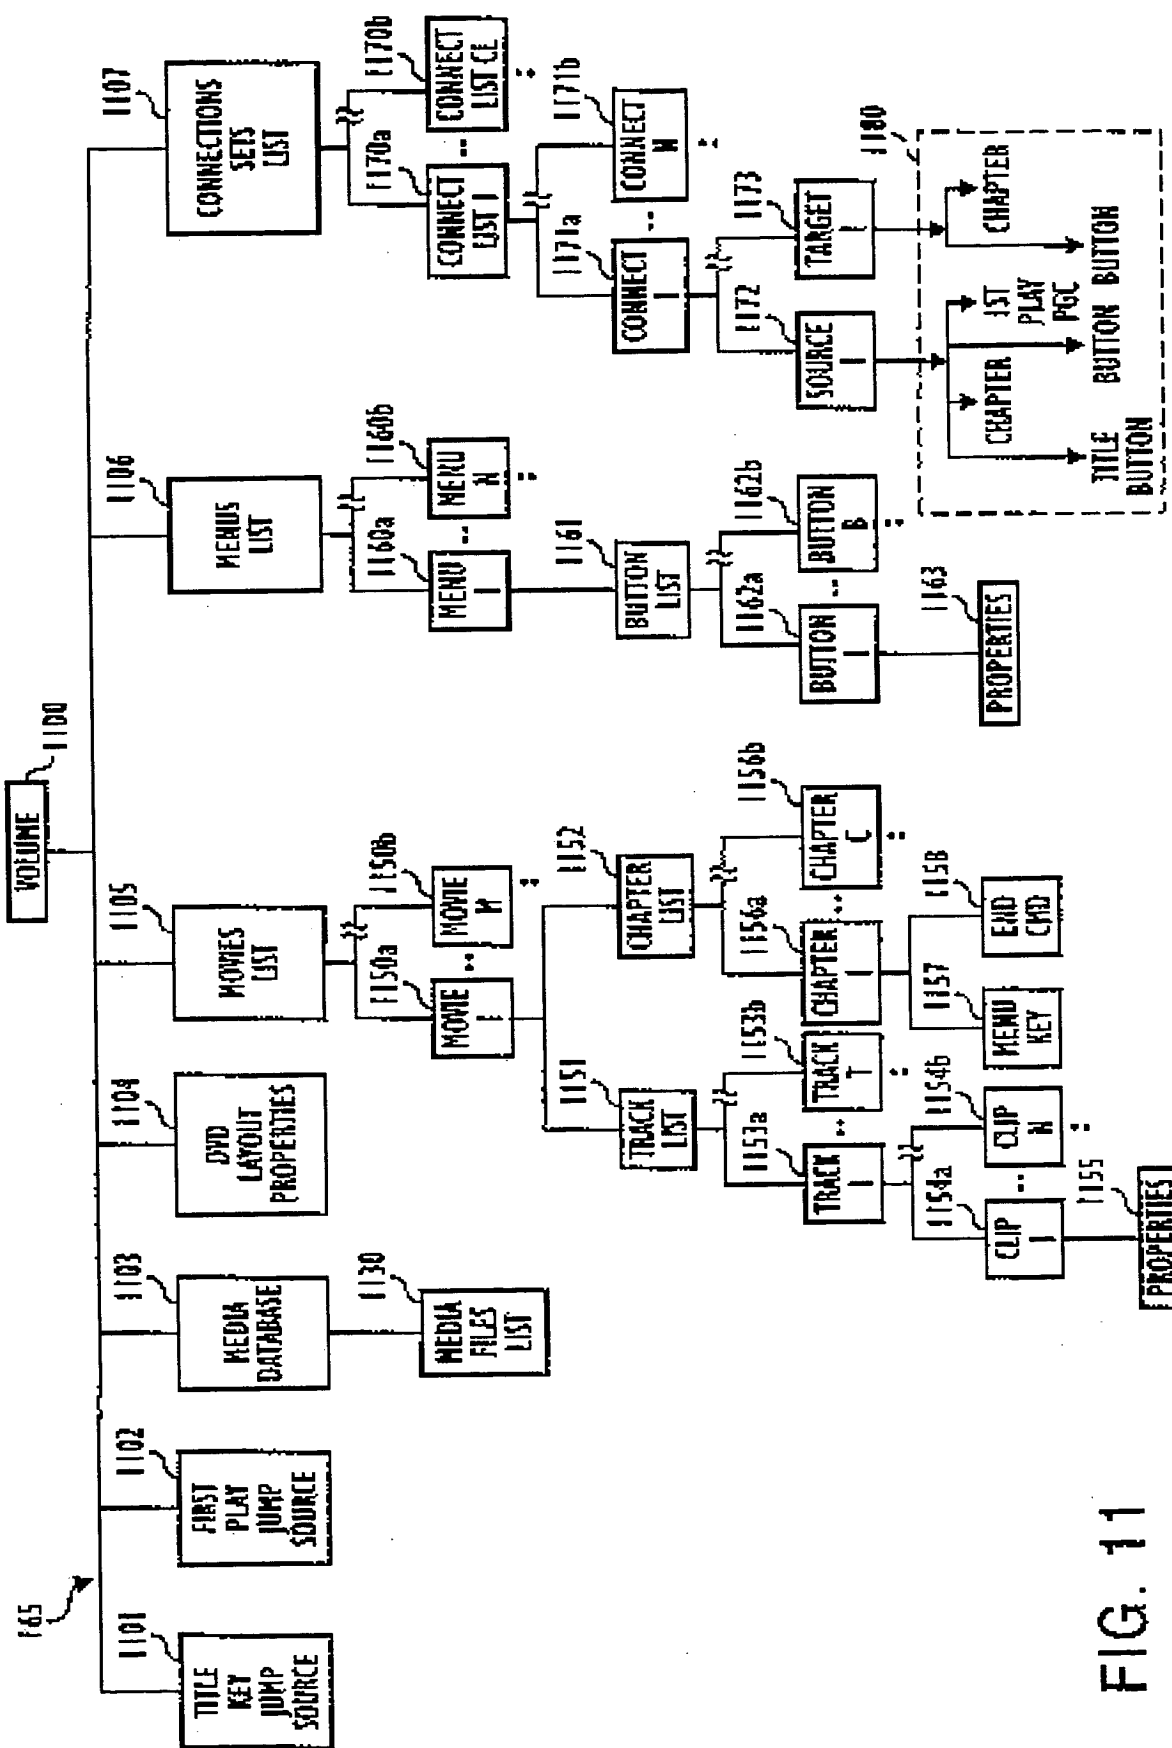 VOLUME
1100
165
1101
TITLE
KEY
JUMP
SOURCE
1102
FIRST
PLAY
JUMP
SOURCE
1103
MEDIA
DATABASE
1130
MEDIA
FILES
LIST
1104
DVD
LAYOUT
PROPERTIES
1105
MOVIES
LIST
1150a
MOVIE
1
..
1150b
MOVIE
M
..
1151
TRACK
LIST
1153a
TRACK
1
..
1153b
TRACK
T
..
1154a
CLIP
1
..
1154b
CLIP
N
..
1155
PROPERTIES
1152
CHAPTER
LIST
1156a
CHAPTER
1
..
1156b
CHAPTER
C
..
1157
MENU
KEY
1158
END
CMD
1106
MENUS
LIST
1160a
MENU
1
..
1160b
MENU
N
..
1161
BUTTON
LIST
1162a
BUTTON
1
..
1162b
BUTTON
B
..
1163
PROPERTIES
1107
CONNECTIONS
SETS
LIST
1170a
CONNECT
LIST 1
..
1170b
CONNECT
LIST CL
..
1171a
CONNECT
1
..
1171b
CONNECT
M
..
1172
SOURCE
1
1173
TARGET
1
1180
TITLE
BUTTON
CHAPTER
BUTTON
1ST
PLAY
PGC
BUTTON
CHAPTER
FIG. 11